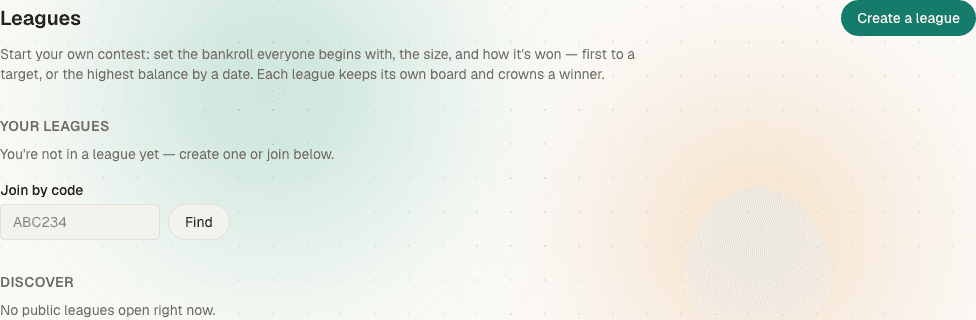 Leagues
Create a league
Start your own contest: set the bankroll everyone begins with, the size, and how it's won — first to a
target, or the highest balance by a date. Each league keeps its own board and crowns a winner.
YOUR LEAGUES
You're not in a league yet — create one or join below.
Join by code
ABC234
Find
DISCOVER
No public leagues open right now.